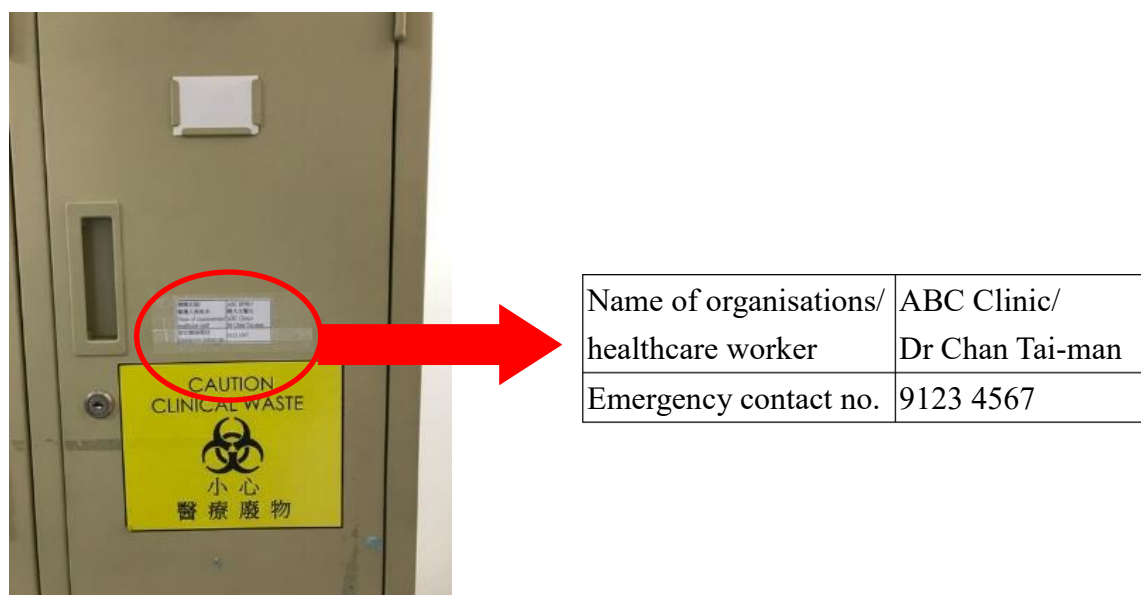 CAUTION
CLINICAL WASTE
小心
醫療廢物
Name of organisations/
healthcare worker
ABC Clinic/
Dr Chan Tai-man
Emergency contact no.
9123 4567